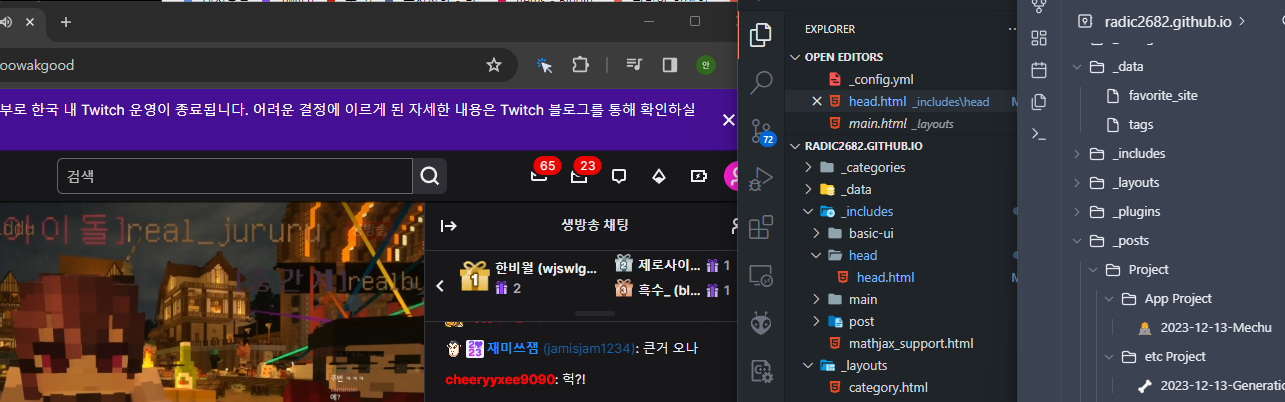 oowakgood
안
부로 한국 내 Twitch 운영이 종료됩니다. 어려운 결정에 이르게 된 자세한 내용은 Twitch 블로그를 통해 확인하실
검색
65
23
아이돌]real_jururu
생방송 채팅
1
한비월 (wjswlg...
2
2
제로사이...
1
3
흑수_ (bl...
1
재미쓰잼 (jamisjam1234): 큰거 오나
cheeryyxee9090: 헉?!
EXPLORER
OPEN EDITORS
_config.yml
head.html _includes\head
M
main.html _layouts
72
RADIC2682.GITHUB.IO
_categories
_data
_includes
basic-ui
head
head.html
M
main
post
mathjax_support.html
_layouts
category.html
radic2682.github.io
_data
favorite_site
tags
_includes
_layouts
_plugins
_posts
Project
App Project
2023-12-13-Mechu
etc Project
2023-12-13-Generatio